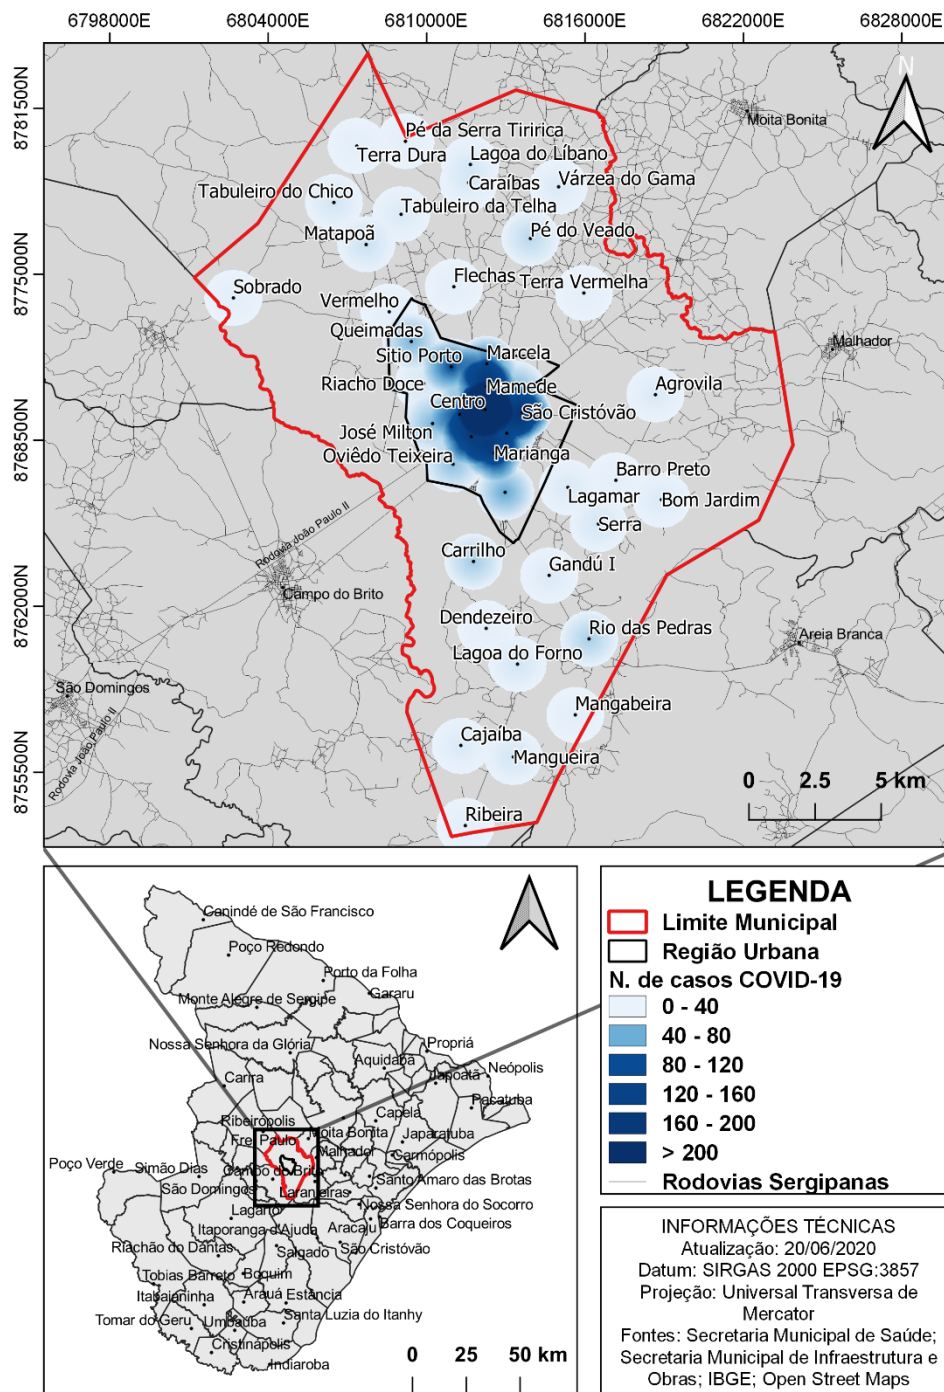 6798000E 6804000E 6810000E 6816000E 6822000E 6828000E
8781500N
8775000N
8768500N
8762000N
8755500N
N
Moita Bonita
Pé da Serra Tiririca
Terra Dura
Lagoa do Líbano
Caraíbas
Várzea do Gama
Tabuleiro do Chico
Tabuleiro da Telha
Matapoã
Pé do Veado
Flechas
Terra Vermelha
Sobrado
Vermelho
Queimadas
Sitio Porto
Marcela
Malhador
Riacho Doce
Mamede
Agrovila
Centro
São Cristóvão
José Milton
Oviêdo Teixeira
Marianga
Barro Preto
Lagamar
Bom Jardim
Serra
Rodovia João Paulo II
Carrilho
Gandú I
Campo do Brito
Dendezeiro
Rio das Pedras
Areia Branca
Lagoa do Forno
São Domingos
Mangabeira
Rodovia João Paulo II
Cajaíba
Mangueira
0 2.5 5 km
Ribeira
Canindé de São Francisco
Poço Redondo
Porto da Folha
Gararu
Monte Alegre de Sergipe
Nossa Senhora da Glória
Propriá
Aquidabã
Neópolis
Carira
Japoatã
Pacatuba
Ribeirópolis
Capela
Moita Bonita
Frei Paulo
Japaratuba
Malhador
Carmópolis
Poço Verde
Simão Dias
Campo do Brito
Santo Amaro das Brotas
São Domingos
Laranjeiras
Nossa Senhora do Socorro
Lagarto
Barra dos Coqueiros
Itaporanga d'Ajuda
Aracaju
Riachão do Dantas
São Cristóvão
Salgado
Tobias Barreto
Boquim
Itabaianinha
Arauá
Estância
Tomar do Geru
Umbaúba
Santa Luzia do Itanhy
Cristinápolis
Indiaroba
0 25 50 km
LEGENDA
Limite Municipal
Região Urbana
N. de casos COVID-19
0 - 40
40 - 80
80 - 120
120 - 160
160 - 200
> 200
Rodovias Sergipanas
INFORMAÇÕES TÉCNICAS
Atualização: 20/06/2020
Datum: SIRGAS 2000 EPSG:3857
Projeção: Universal Transversa de
Mercator
Fontes: Secretaria Municipal de Saúde;
Secretaria Municipal de Infraestrutura e
Obras; IBGE; Open Street Maps